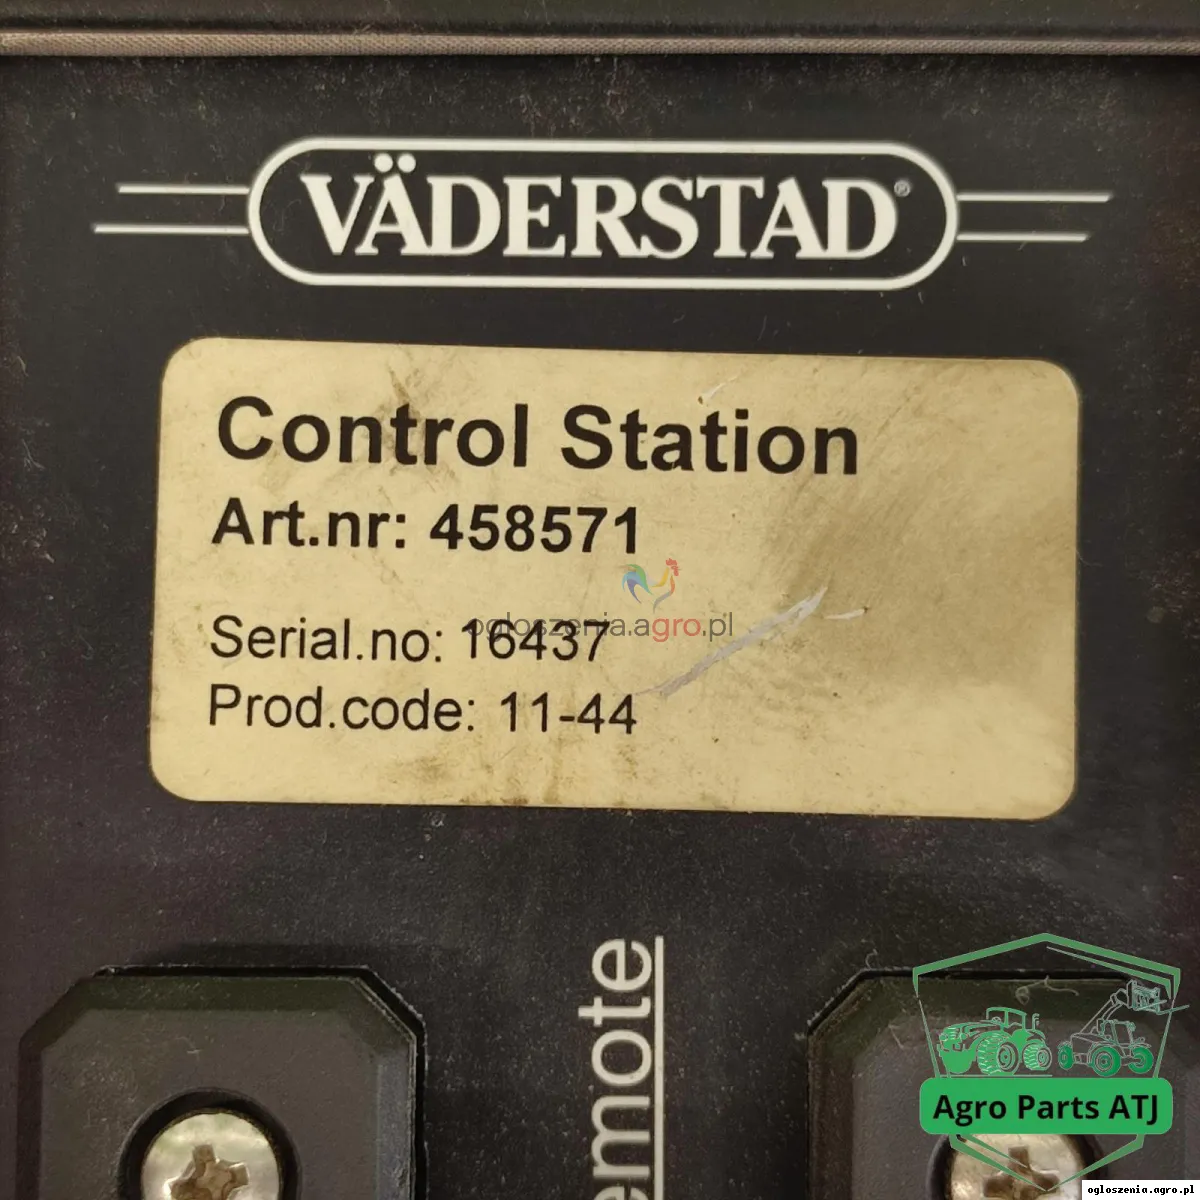 VÄDERSTAD®
Control Station
Art.nr: 458571
ogloszenia.agro.pl
Serial.no: 16437
Prod.code: 11-44
emote
Agro Parts ATJ
ogloszenia.agro.pl